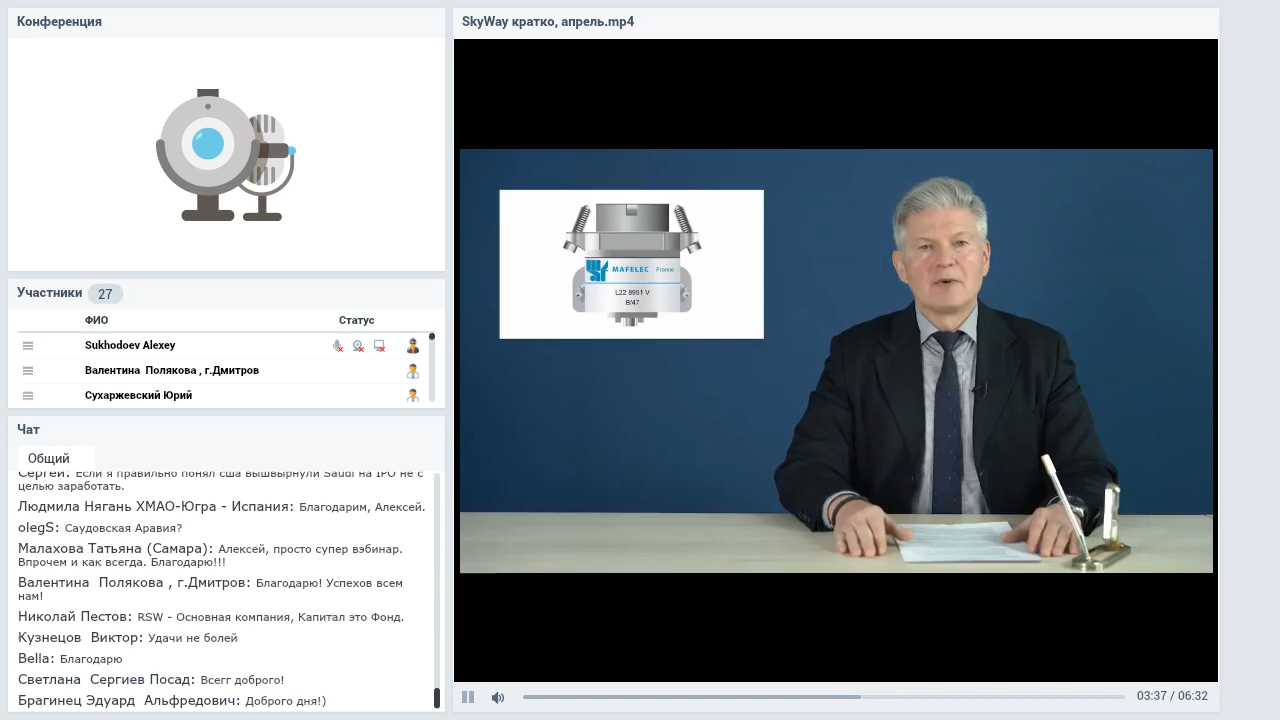 Конференция
SkyWay кратко, апрель.mp4
MAFELEC France
L22 8951 V
B/47
Участники 27
ФИО Статус
Sukhodoev Alexey
Валентина Полякова , г.Дмитров
Сухаржевский Юрий
Чат
Общий
Сергей: Если я правильно понял сша вышвырнули Saudi на IPO не с
целью заработать.
Людмила Нягань ХМАО-Югра - Испания: Благодарим, Алексей.
olegS: Саудовская Аравия?
Малахова Татьяна (Самара): Алексей, просто супер вэбинар.
Впрочем и как всегда. Благодарю!!!
Валентина Полякова , г.Дмитров: Благодарю! Успехов всем
нам!
Николай Пестов: RSW - Основная компания, Капитал это Фонд.
Кузнецов Виктор: Удачи не болей
Bella: Благодарю
Светлана Сергиев Посад: Всегг доброго!
Брагинец Эдуард Альфредович: Доброго дня!)
03:37 / 06:32